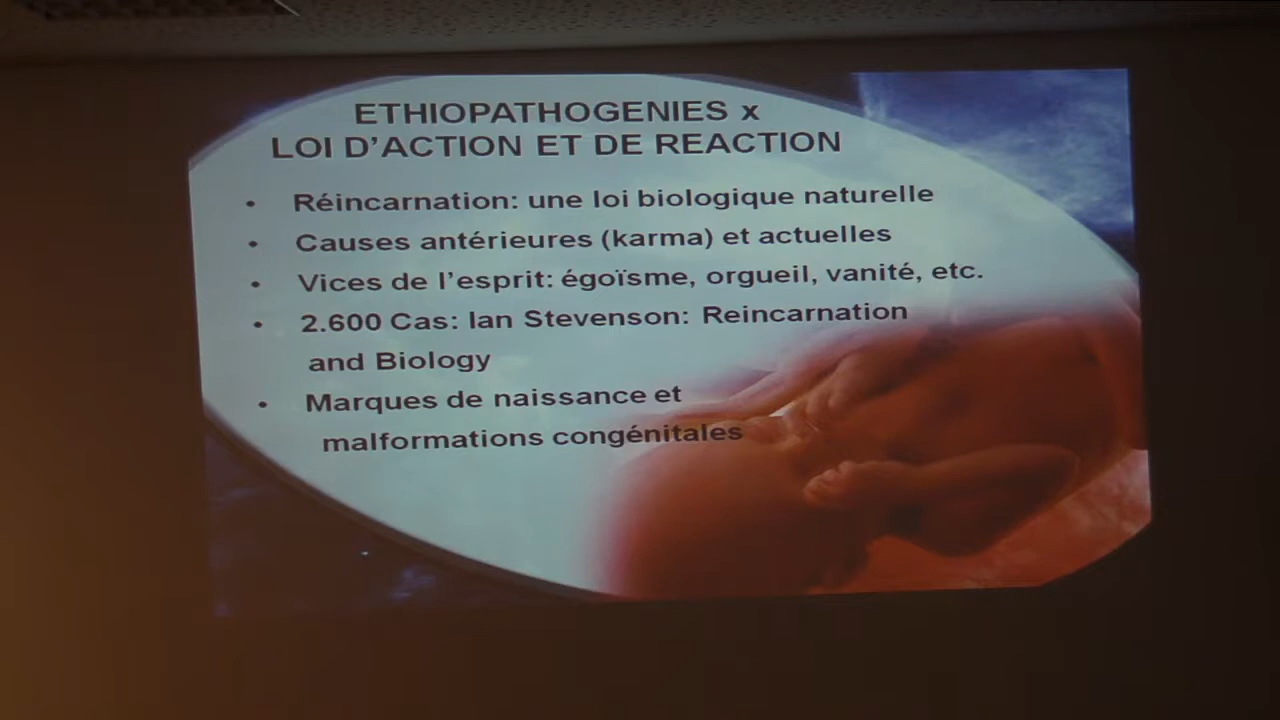 ETHIOPATHOGENIES x
LOI D'ACTION ET DE REACTION
• Réincarnation: une loi biologique naturelle
• Causes antérieures (karma) et actuelles
• Vices de l'esprit: égoïsme, orgueil, vanité, etc.
• 2.600 Cas: Ian Stevenson: Reincarnation
and Biology
• Marques de naissance et
malformations congénitales